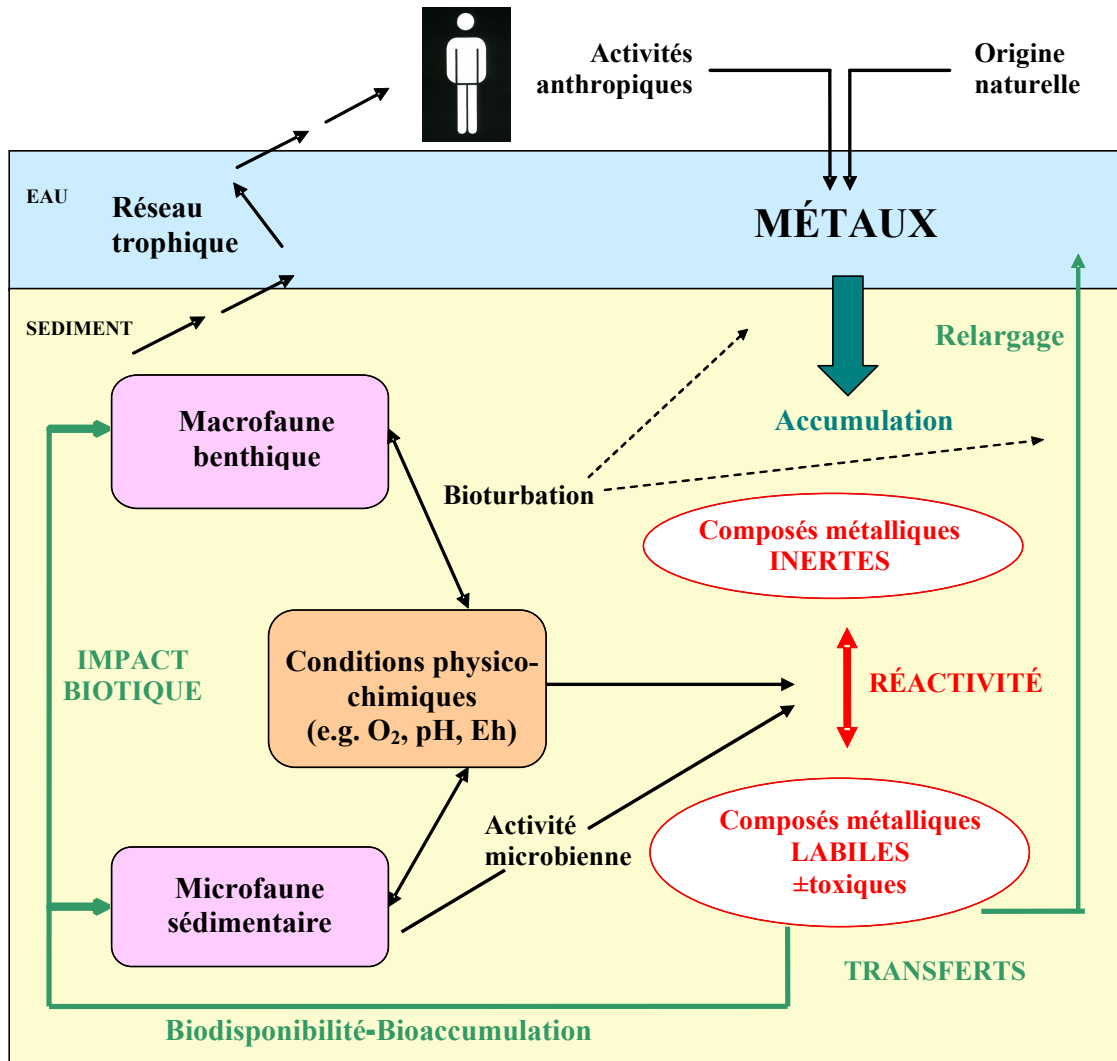 Activités
anthropiques
Origine
naturelle
EAU
Réseau
trophique
MÉTAUX
SEDIMENT
Relargage
Macrofaune
benthique
Accumulation
Bioturbation
Composés métalliques
INERTES
IMPACT
BIOTIQUE
Conditions physico-
chimiques
(e.g. O₂, pH, Eh)
RÉACTIVITÉ
Activité
microbienne
Composés métalliques
LABILES
±toxiques
Microfaune
sédimentaire
TRANSFERTS
Biodisponibilité-Bioaccumulation